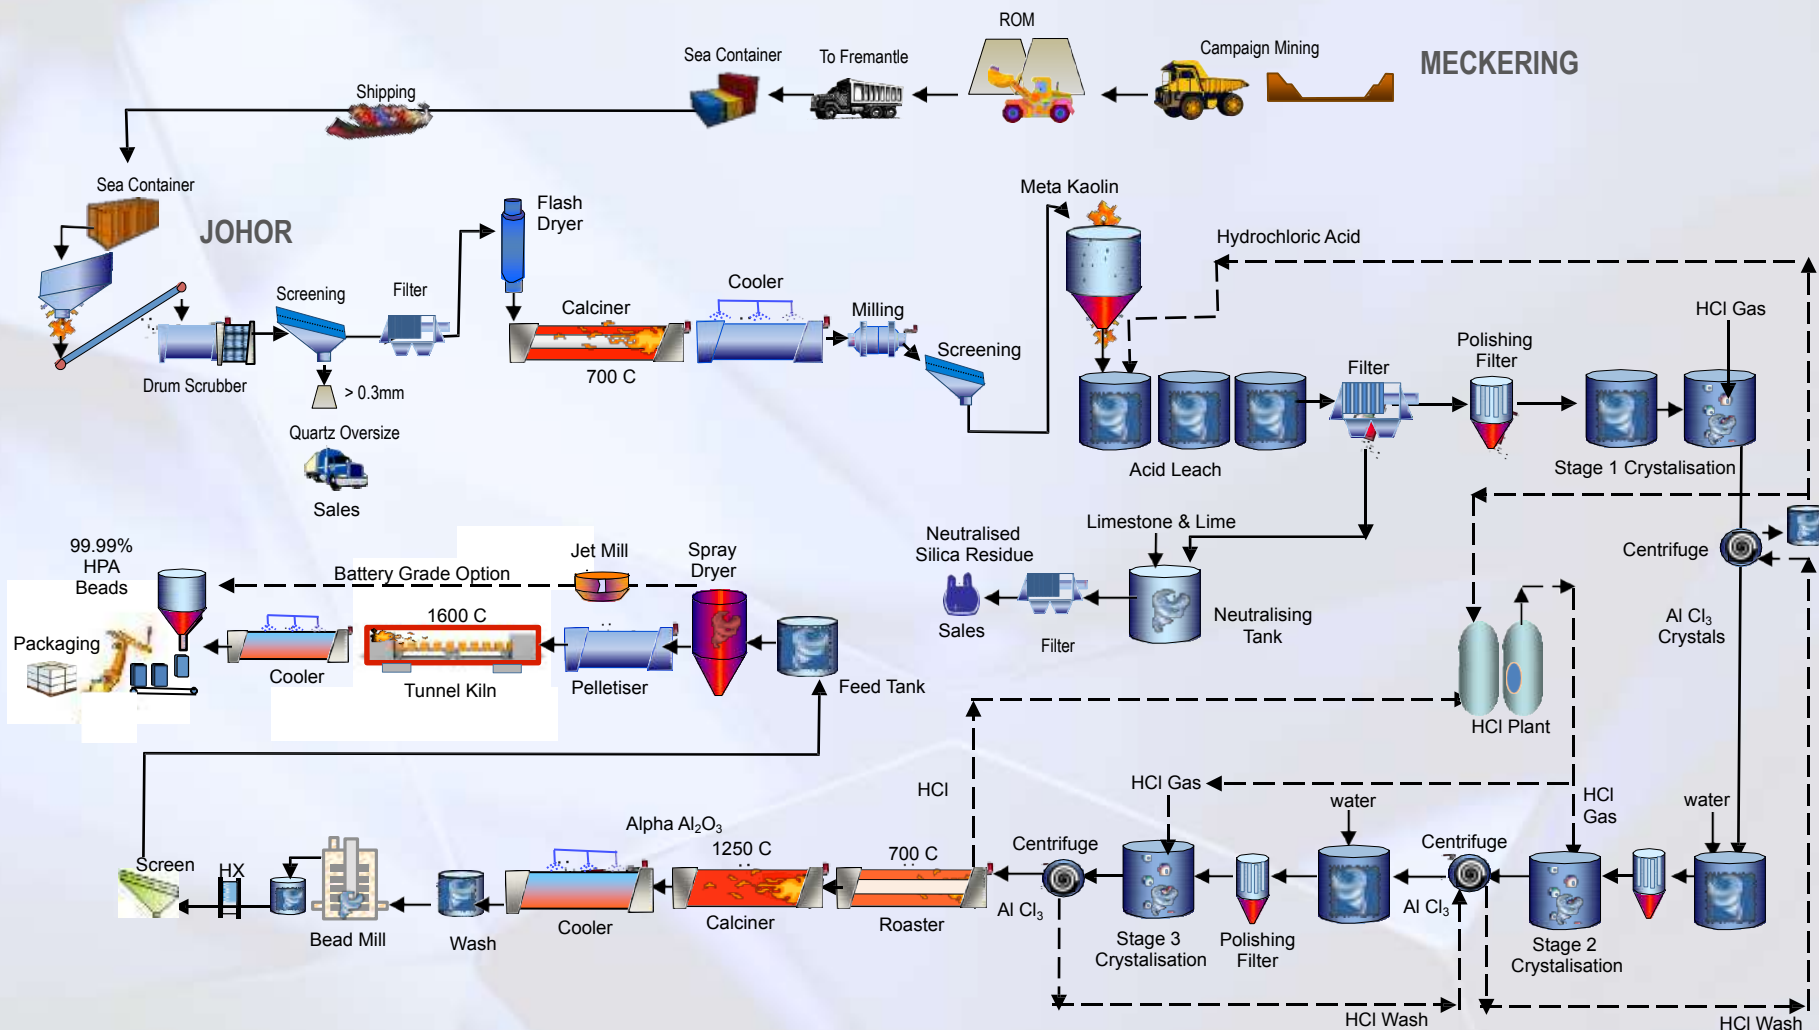 ROM
Campaign Mining
MECKERING
Sea Container
To Fremantle
Shipping
Sea Container
JOHOR
Flash
Dryer
Meta Kaolin
Hydrochloric Acid
Screening
Filter
Calciner
Cooler
Milling
Screening
HCl Gas
Polishing
Filter
Filter
Drum Scrubber
> 0.3mm
700 C
Quartz Oversize
Sales
Acid Leach
Stage 1 Crystalisation
99.99%
HPA
Beads
Battery Grade Option
Jet Mill
Spray
Dryer
Neutralised
Silica Residue
Limestone & Lime
Centrifuge
1600 C
Packaging
Cooler
Tunnel Kiln
Pelletiser
Feed Tank
Sales
Filter
Neutralising
Tank
Al Cl₃
Crystals
HCl Plant
HCl
HCl Gas
water
HCl
Gas
water
Alpha Al₂O₃
1250 C
700 C
Centrifuge
Centrifuge
Screen
HX
Al Cl₃
Al Cl₃
Bead Mill
Wash
Cooler
Calciner
Roaster
Stage 3
Crystalisation
Polishing
Filter
Stage 2
Crystalisation
HCl Wash
HCl Wash